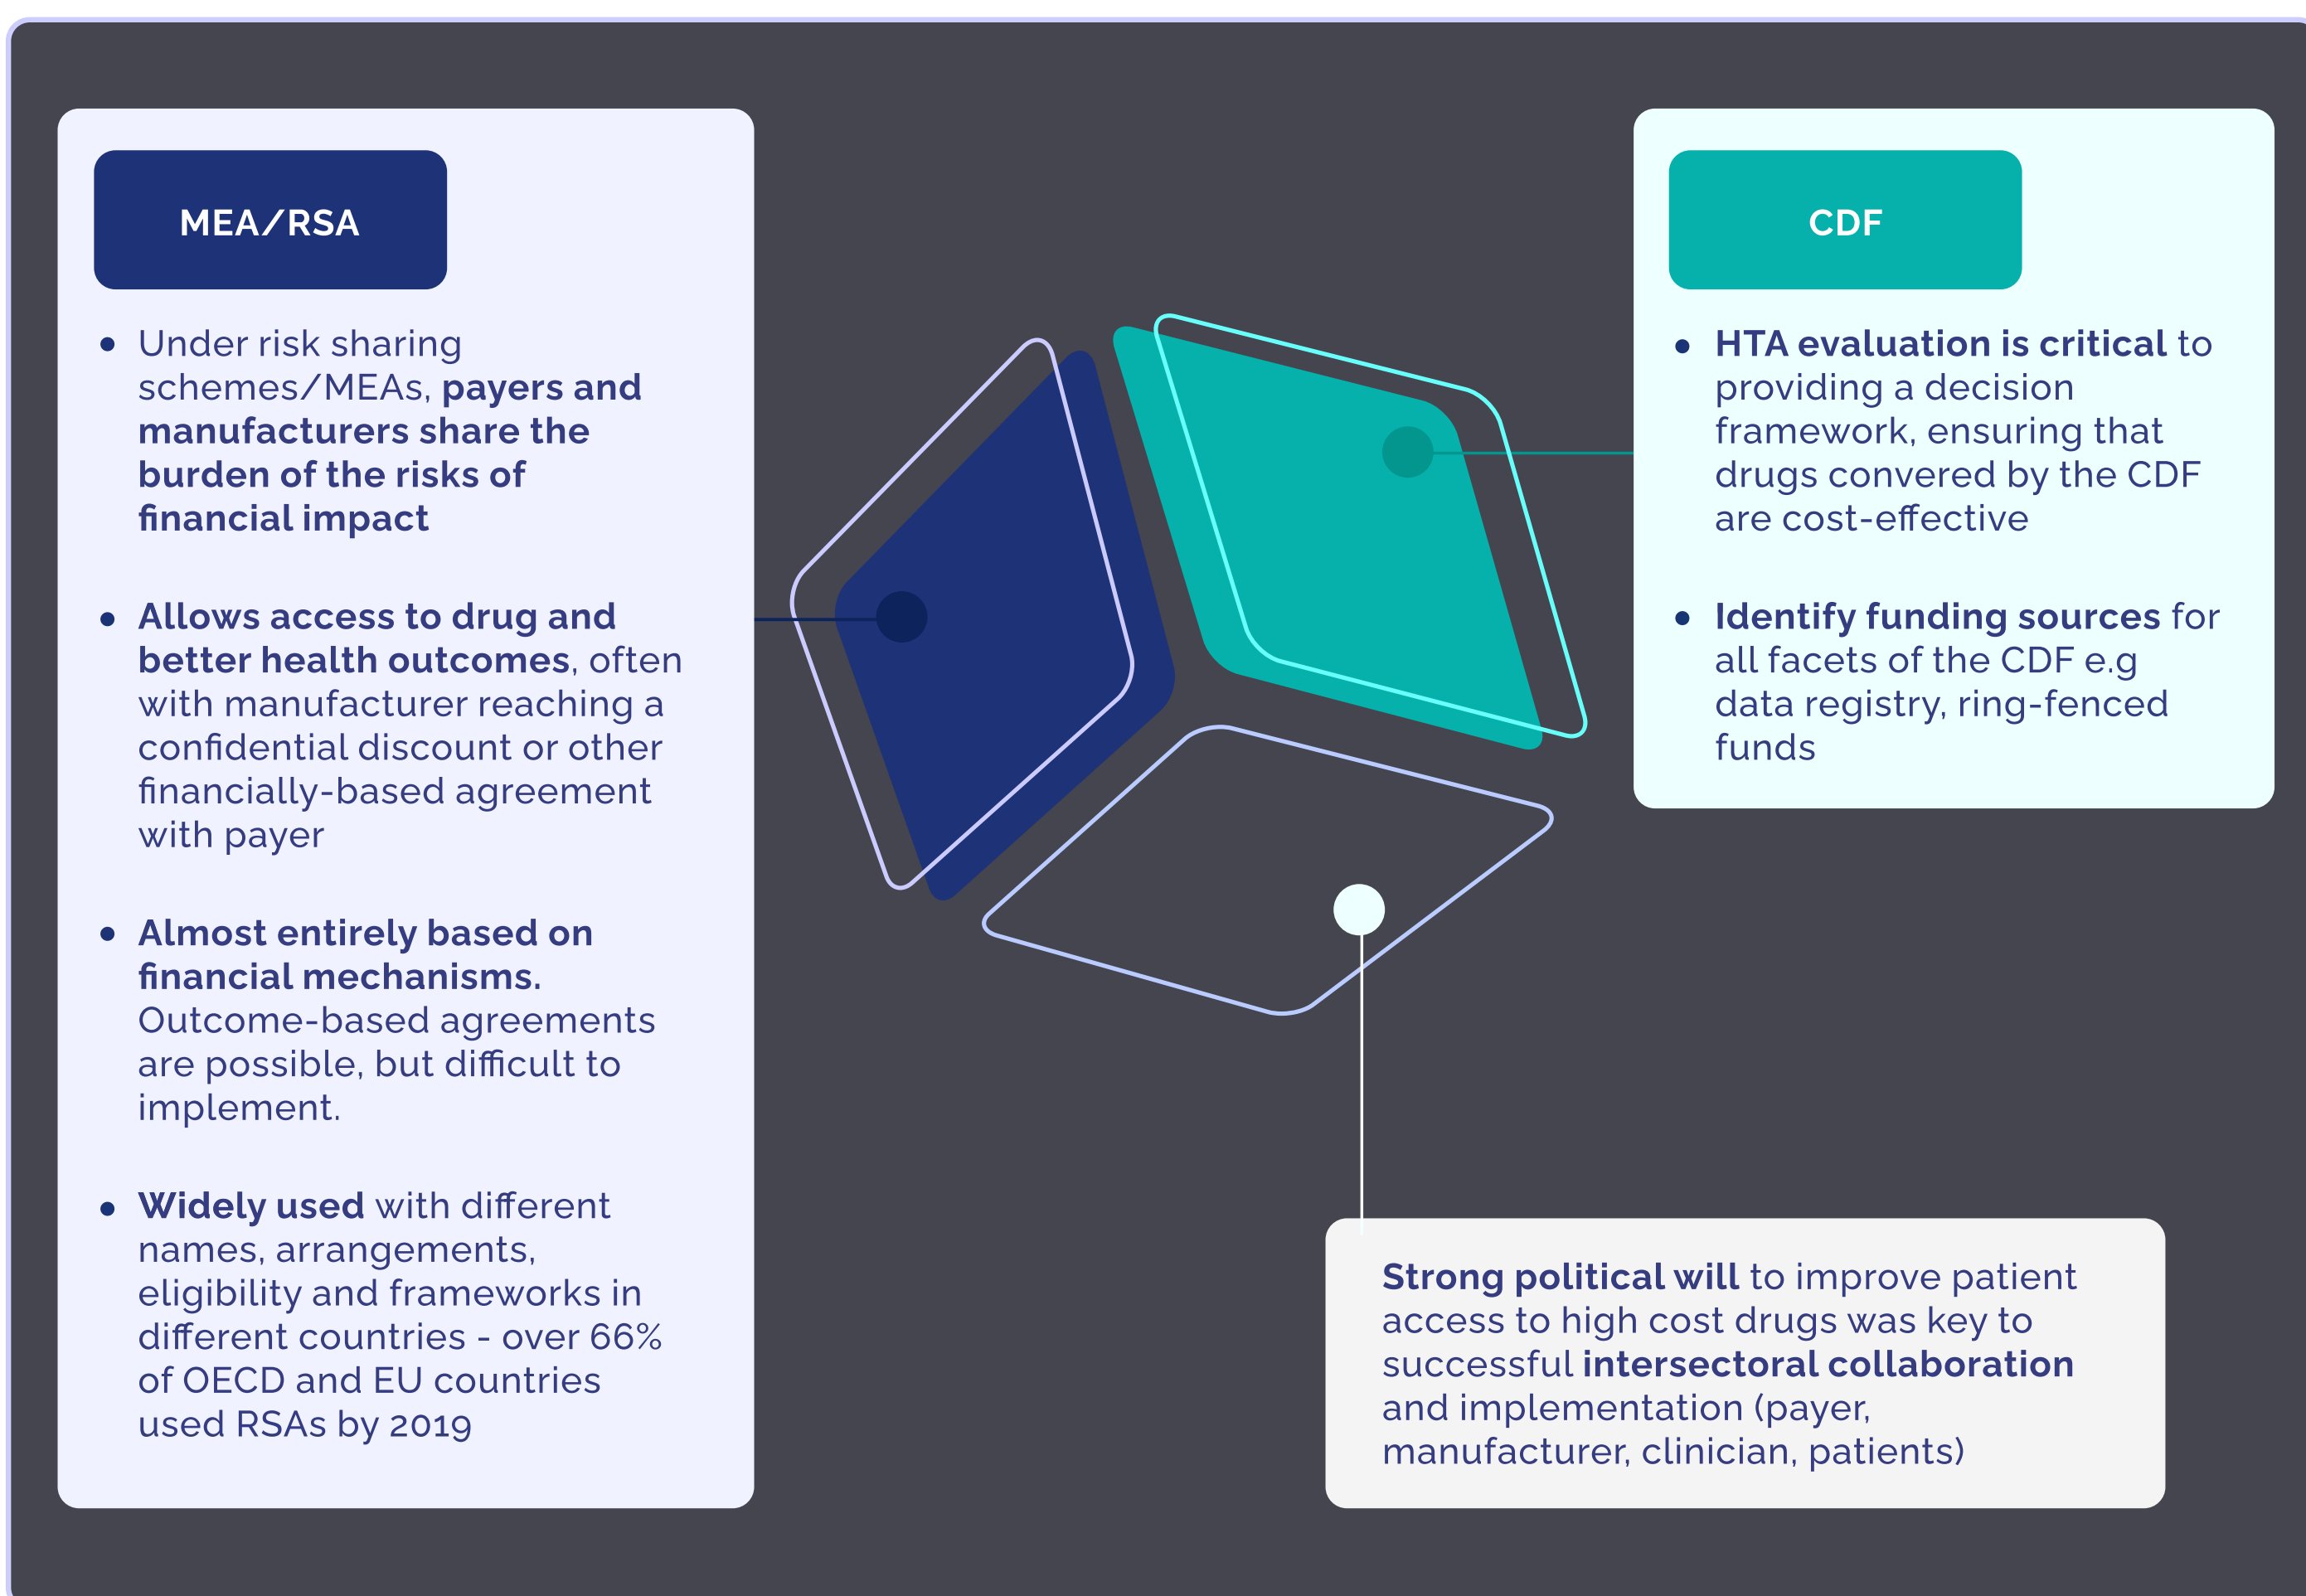 MEA/RSA
Under risk sharing
schemes/MEAs, payers and
manufacturers share the
burden of the risks of
financial impact
Allows access to drug and
better health outcomes, often
with manufacturer reaching a
confidential discount or other
financially-based agreement
with payer
Almost entirely based on
financial mechanisms.
Outcome-based agreements
are possible, but difficult to
implement.
Widely used with different
names, arrangements,
eligibility and frameworks in
different countries - over 66%
of OECD and EU countries
used RSAs by 2019
CDF
HTA evaluation is critical to
providing a decision
framework, ensuring that
drugs convered by the CDF
are cost-effective
Identify funding sources for
all facets of the CDF e.g
data registry, ring-fenced
funds
Strong political will to improve patient
access to high cost drugs was key to
successful intersectoral collaboration
and implementation (payer,
manufacturer, clinician, patients)